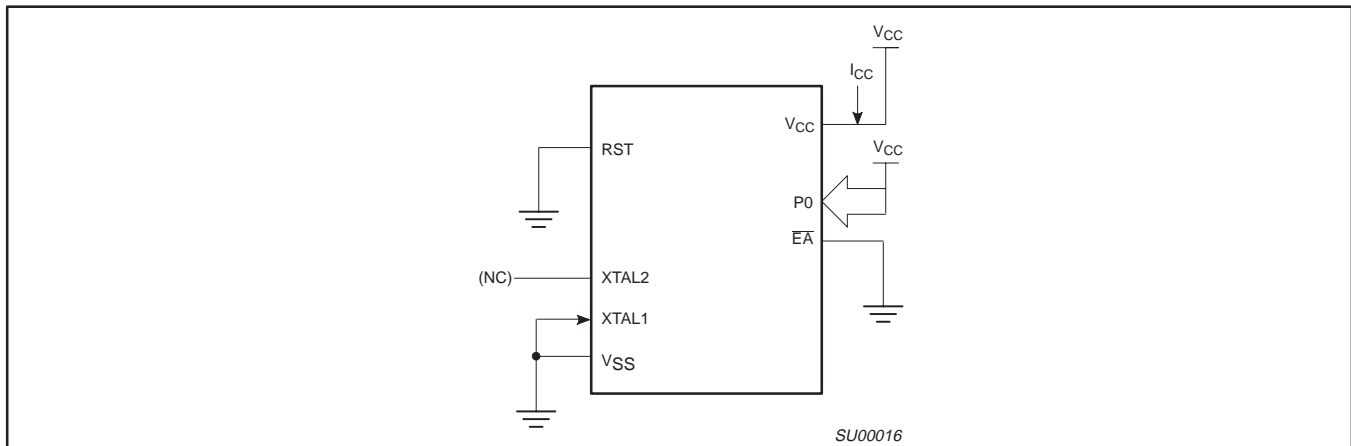 VCC
ICC
VCC
RST
VCC
P0
EA
(NC)
XTAL2
XTAL1
VSS
SU00016